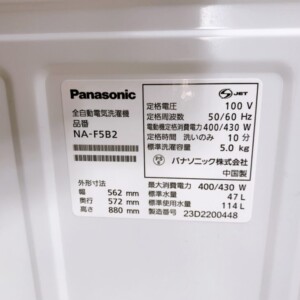 Panasonic
全自動電気洗濯機
品番
NA-F5B2
外形寸法
幅 562 mm
奥行 572 mm
高さ 880 mm
JET
定格電圧 100 V
定格周波数 50/60 Hz
電動機定格消費電力 400/430 W
定格時間 洗いのみ 10 分
標準洗濯容量 5.0 kg
パナソニック株式会社
中国製
最大消費電力 400/430 W
標準水量 47 L
標準使用水量 114 L
製造番号 23D2200448